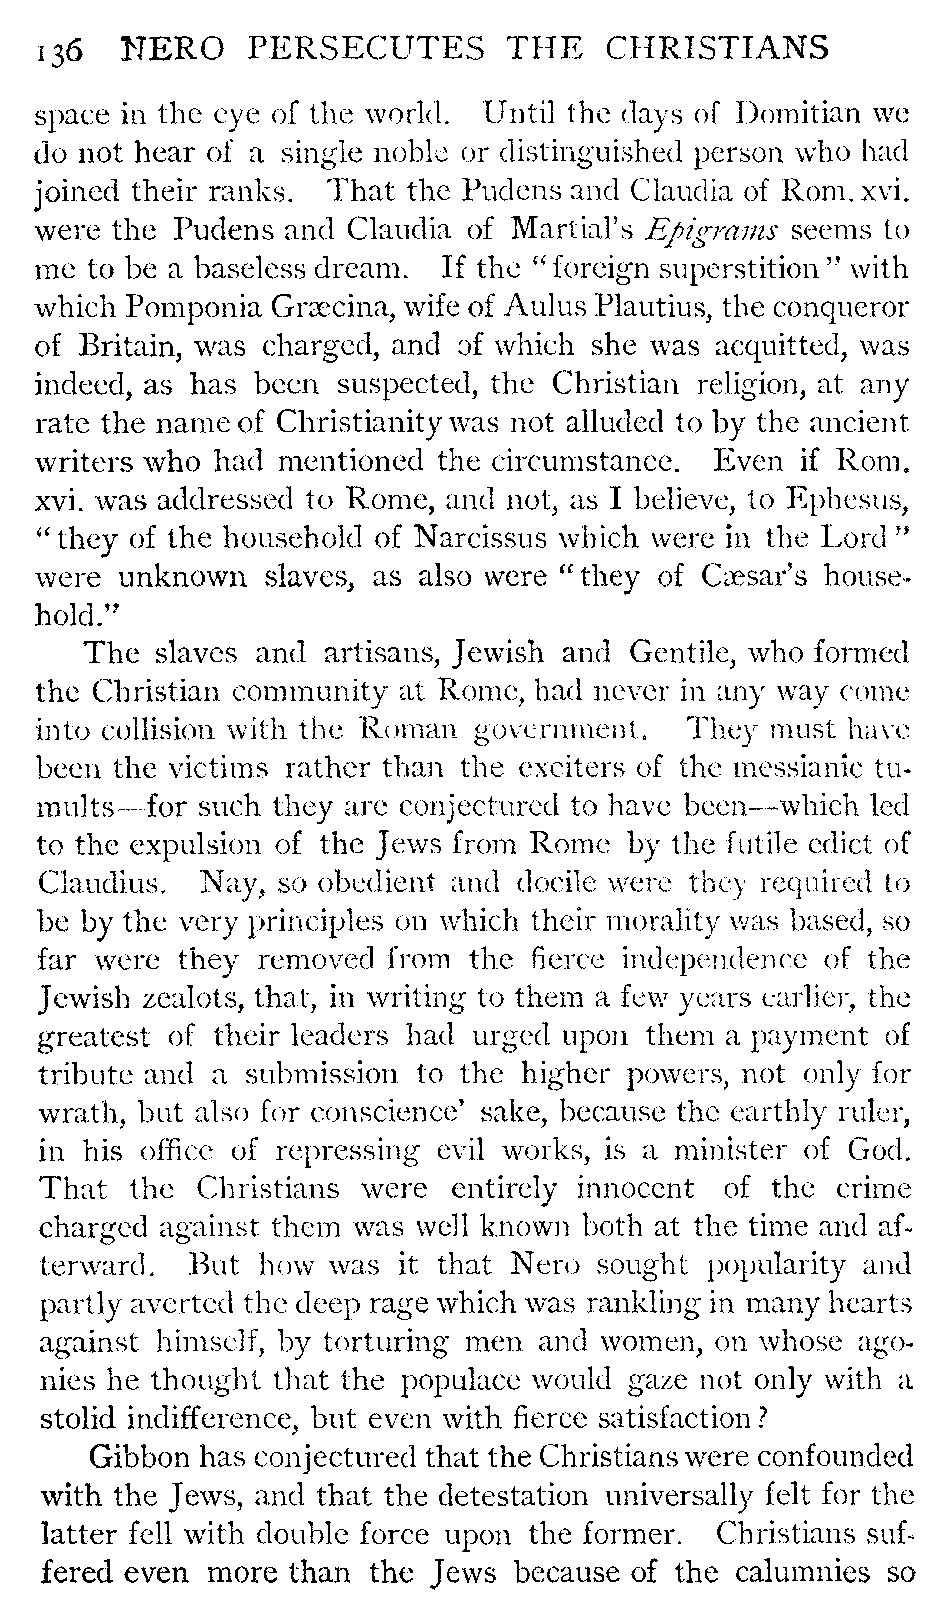 136 NERO PERSECUTES THE CHRISTIANS
space in the eye of the world. Until the days of Domitian we
do not hear of a single noble or distinguished person who had
joined their ranks. That the Pudens and Claudia of Rom. xvi.
were the Pudens and Claudia of Martial's Epigrams seems to
me to be a baseless dream. If the "foreign superstition" with
which Pomponia Græcina, wife of Aulus Plautius, the conqueror
of Britain, was charged, and of which she was acquitted, was
indeed, as has been suspected, the Christian religion, at any
rate the name of Christianity was not alluded to by the ancient
writers who had mentioned the circumstance. Even if Rom.
xvi. was addressed to Rome, and not, as I believe, to Ephesus,
"they of the household of Narcissus which were in the Lord"
were unknown slaves, as also were "they of Cæsar's house-
hold."
The slaves and artisans, Jewish and Gentile, who formed
the Christian community at Rome, had never in any way come
into collision with the Roman government. They must have
been the victims rather than the exciters of the messianic tu-
mults—for such they are conjectured to have been—which led
to the expulsion of the Jews from Rome by the futile edict of
Claudius. Nay, so obedient and docile were they required to
be by the very principles on which their morality was based, so
far were they removed from the fierce independence of the
Jewish zealots, that, in writing to them a few years earlier, the
greatest of their leaders had urged upon them a payment of
tribute and a submission to the higher powers, not only for
wrath, but also for conscience' sake, because the earthly ruler,
in his office of repressing evil works, is a minister of God.
That the Christians were entirely innocent of the crime
charged against them was well known both at the time and af-
terward. But how was it that Nero sought popularity and
partly averted the deep rage which was rankling in many hearts
against himself, by torturing men and women, on whose ago-
nies he thought that the populace would gaze not only with a
stolid indifference, but even with fierce satisfaction?
Gibbon has conjectured that the Christians were confounded
with the Jews, and that the detestation universally felt for the
latter fell with double force upon the former. Christians suf-
fered even more than the Jews because of the calumnies so